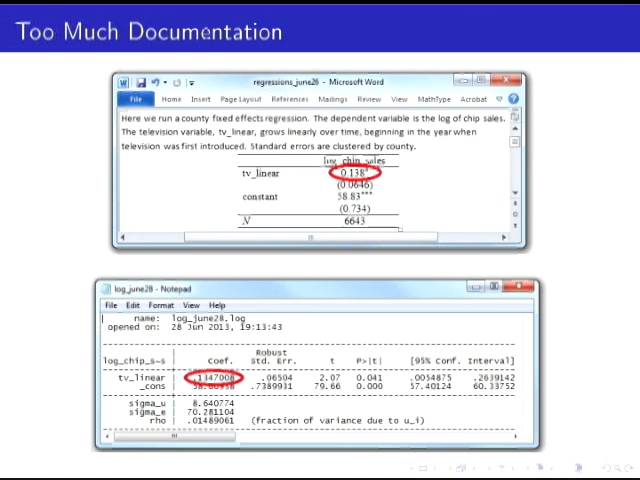 Too Much Documentation
regressions_june26 - Microsoft Word
File Home Insert Page Layout References Mailings Review View MathType Acrobat
Here we run a county fixed effects regression. The dependent variable is the log of chip sales.
The television variable, tv_linear, grows linearly over time, beginning in the year when
television was first introduced. Standard errors are clustered by county.
log_chip_sales
tv_linear 0.138*
(0.0646)
constant 58.83***
(0.734)
N 6643
log_june28 - Notepad
File Edit Format View Help
name: log_june28.log
opened on: 28 Jun 2013, 19:13:43
Robust
log_chip_s~s Coef. Std. Err. t P>|t| [95% Conf. Interval]
tv_linear .1347008 .06504 2.07 0.041 .0054875 .2639142
_cons .7389931 79.66 0.000 57.40124 60.33752
sigma_u 8.640774
sigma_e 70.281104
rho .01489061 (fraction of variance due to u_i)